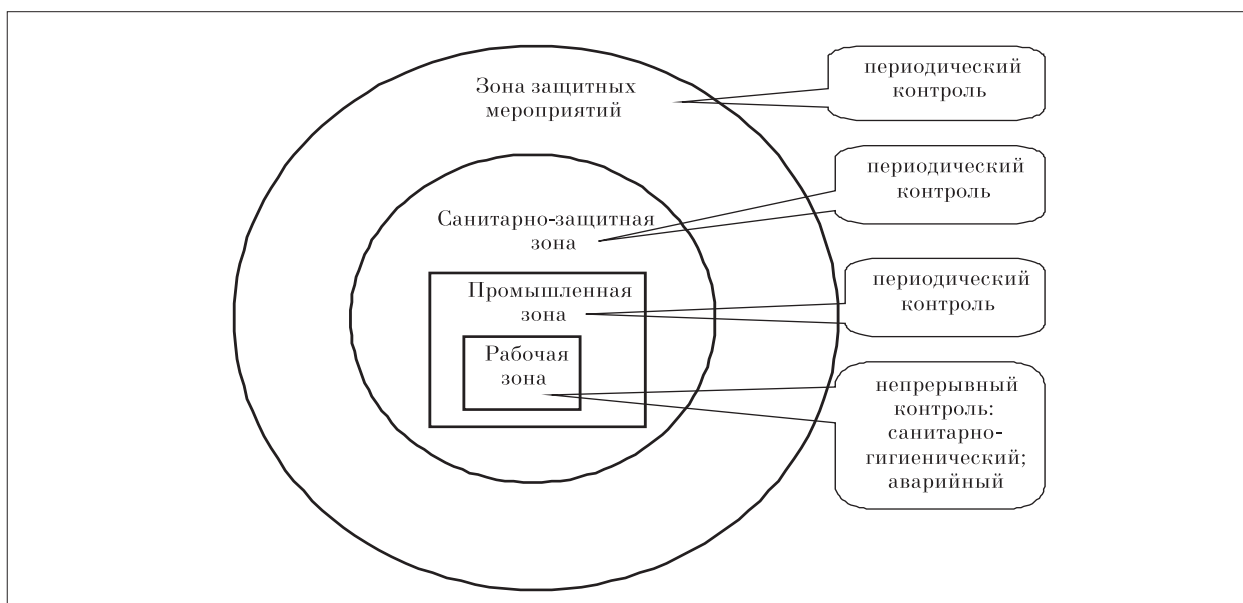 Зона защитных
мероприятий
периодический
контроль
Санитарно-защитная
зона
периодический
контроль
Промышленная
зона
периодический
контроль
Рабочая
зона
непрерывный
контроль:
санитарно-
гигиенический;
аварийный